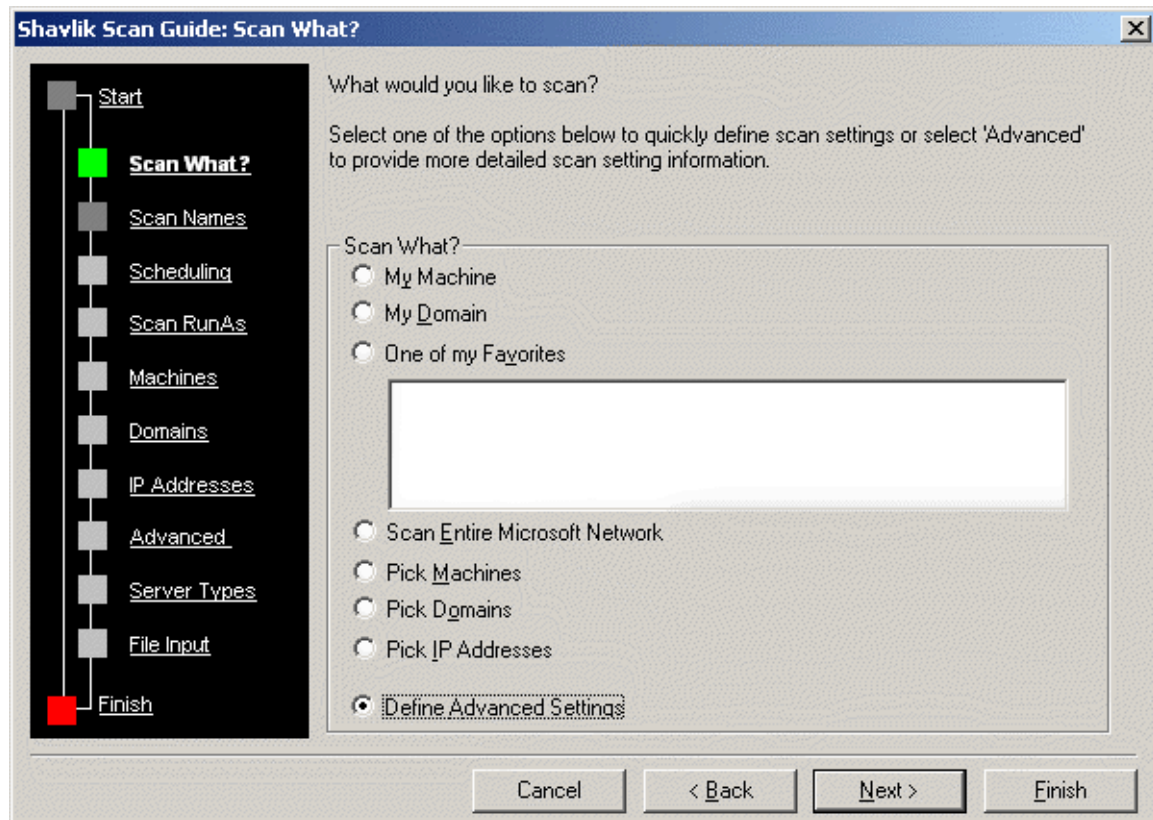 Shavlik Scan Guide: Scan What?
Start
Scan What?
Scan Names
Scheduling
Scan RunAs
Machines
Domains
IP Addresses
Advanced
Server Types
File Input
Finish
What would you like to scan?
Select one of the options below to quickly define scan settings or select 'Advanced'
to provide more detailed scan setting information.
Scan What?
My Machine
My Domain
One of my Favorites
Scan Entire Microsoft Network
Pick Machines
Pick Domains
Pick IP Addresses
Define Advanced Settings
Cancel
< Back
Next >
Finish